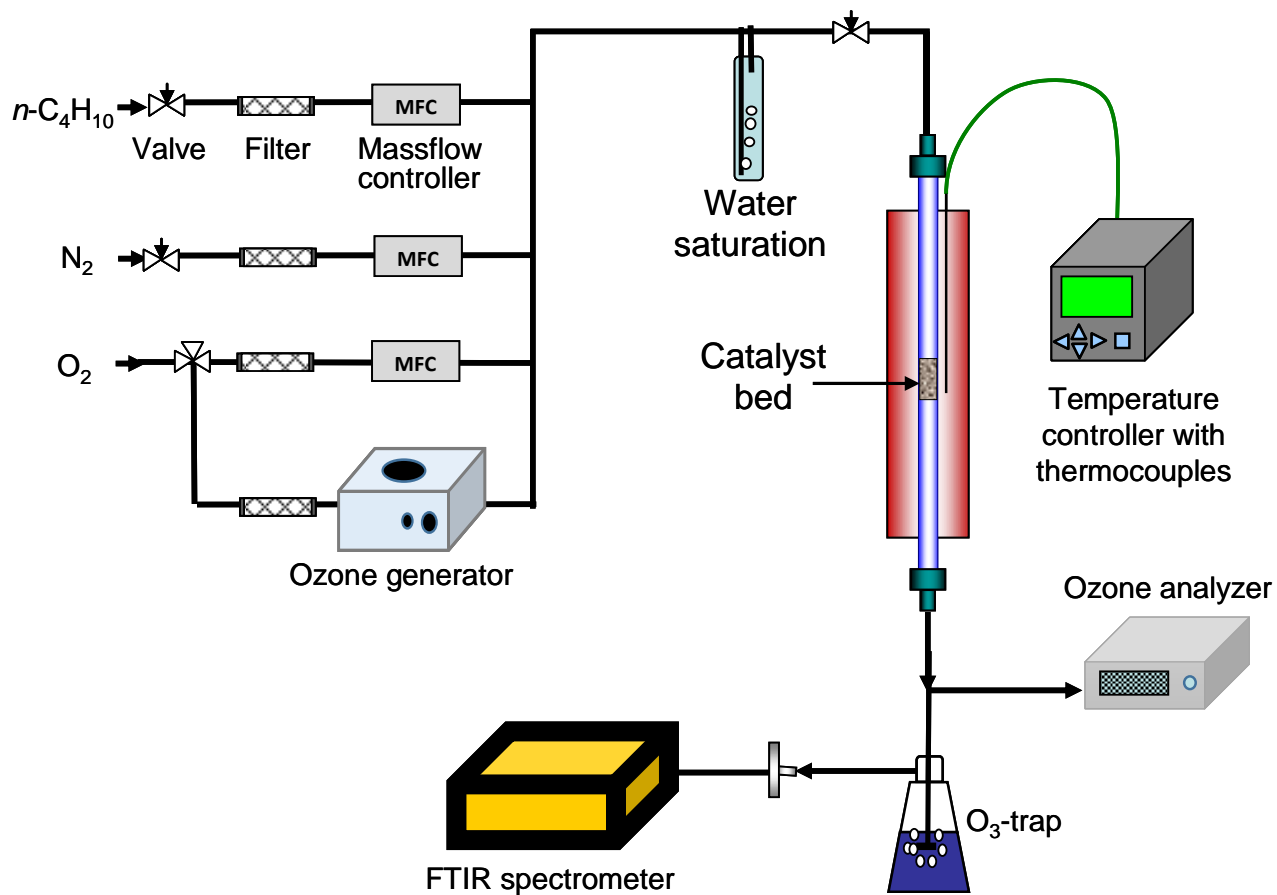 n-C₄H₁₀
Valve
Filter
MFC
Massflow
controller
N₂
MFC
O₂
MFC
Ozone generator
Water
saturation
Catalyst
bed
Temperature
controller with
thermocouples
Ozone analyzer
O₃-trap
FTIR spectrometer